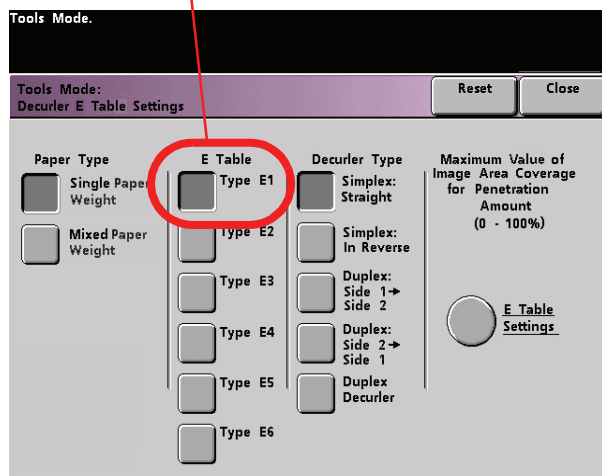 Tools Mode.
Tools Mode:
Decurler E Table Settings
Reset
Close
Paper Type
Single Paper
Weight
Mixed Paper
Weight
E Table
Type E1
Type E2
Type E3
Type E4
Type E5
Type E6
Decurler Type
Simplex:
Straight
Simplex:
In Reverse
Duplex:
Side 1→
Side 2
Duplex:
Side 2→
Side 1
Duplex
Decurler
Maximum Value of
Image Area Coverage
for Penetration
Amount
(0 - 100%)
E Table
Settings